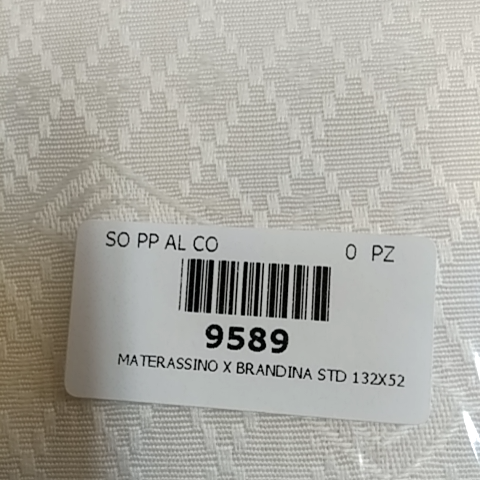 SO PP AL CO 0 PZ
9589
MATERASSINO X BRANDINA STD 132X52